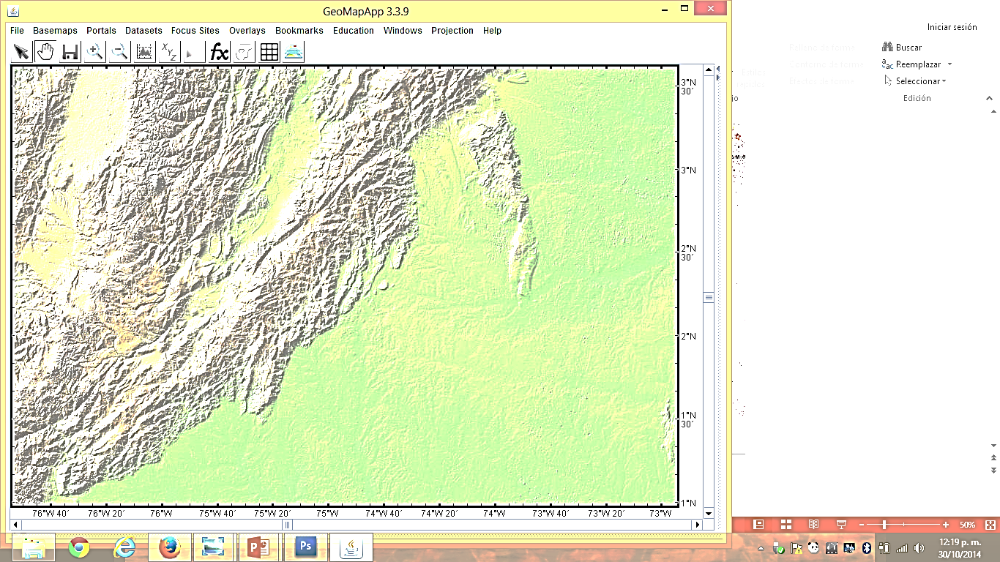 GeoMapApp 3.3.9
File Basemaps Portals Datasets Focus Sites Overlays Bookmarks Education Windows Projection Help
X Y Z
fx
3°N 30´
3°N
2°N 30´
2°N
1°N 30´
1°N
76°W 40´ 76°W 20´ 76°W 75°W 40´ 75°W 20´ 75°W 74°W 40´ 74°W 20´ 74°W 73°W 40´ 73°W 20´ 73°W
Iniciar sesión
Buscar
Reemplazar
Seleccionar
Edición
50%
Ps
12:19 p. m.
30/10/2014